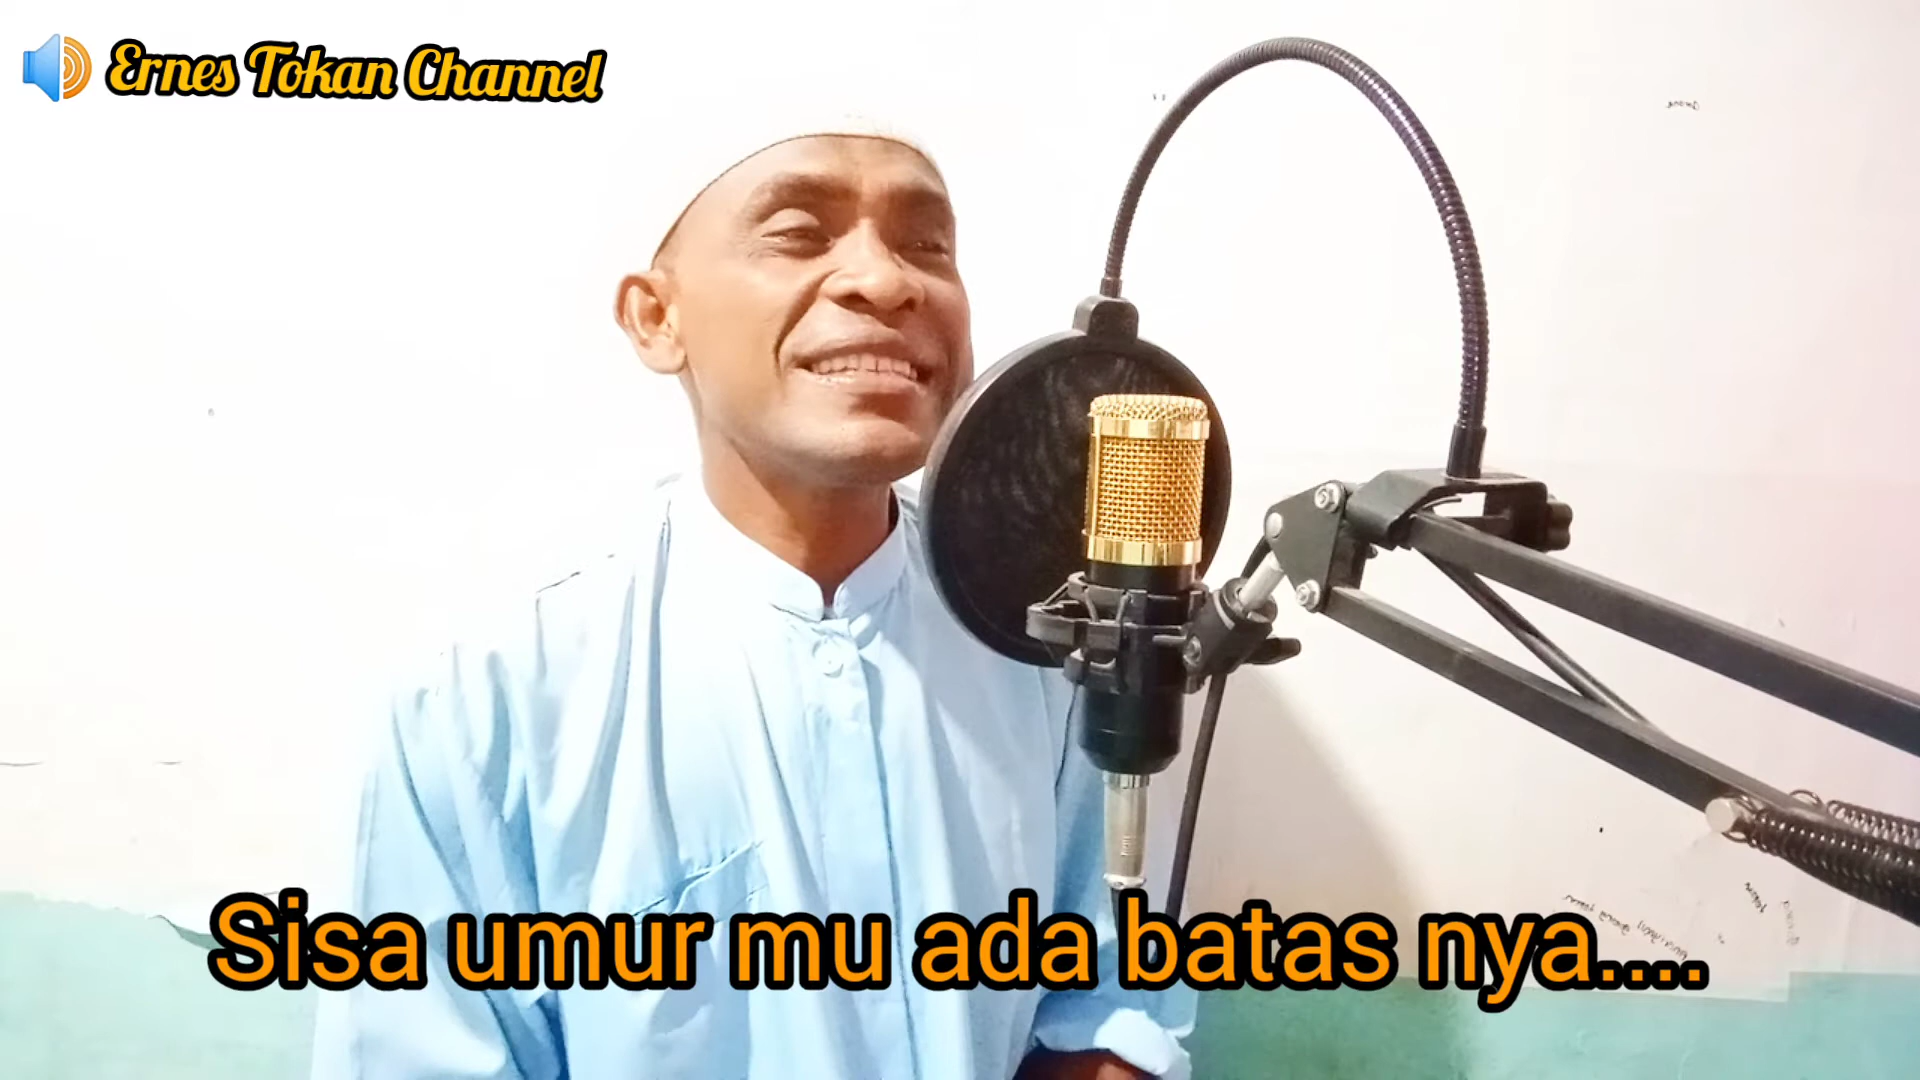 Ernes Tokan Channel
Sisa umur mu ada batas nya....